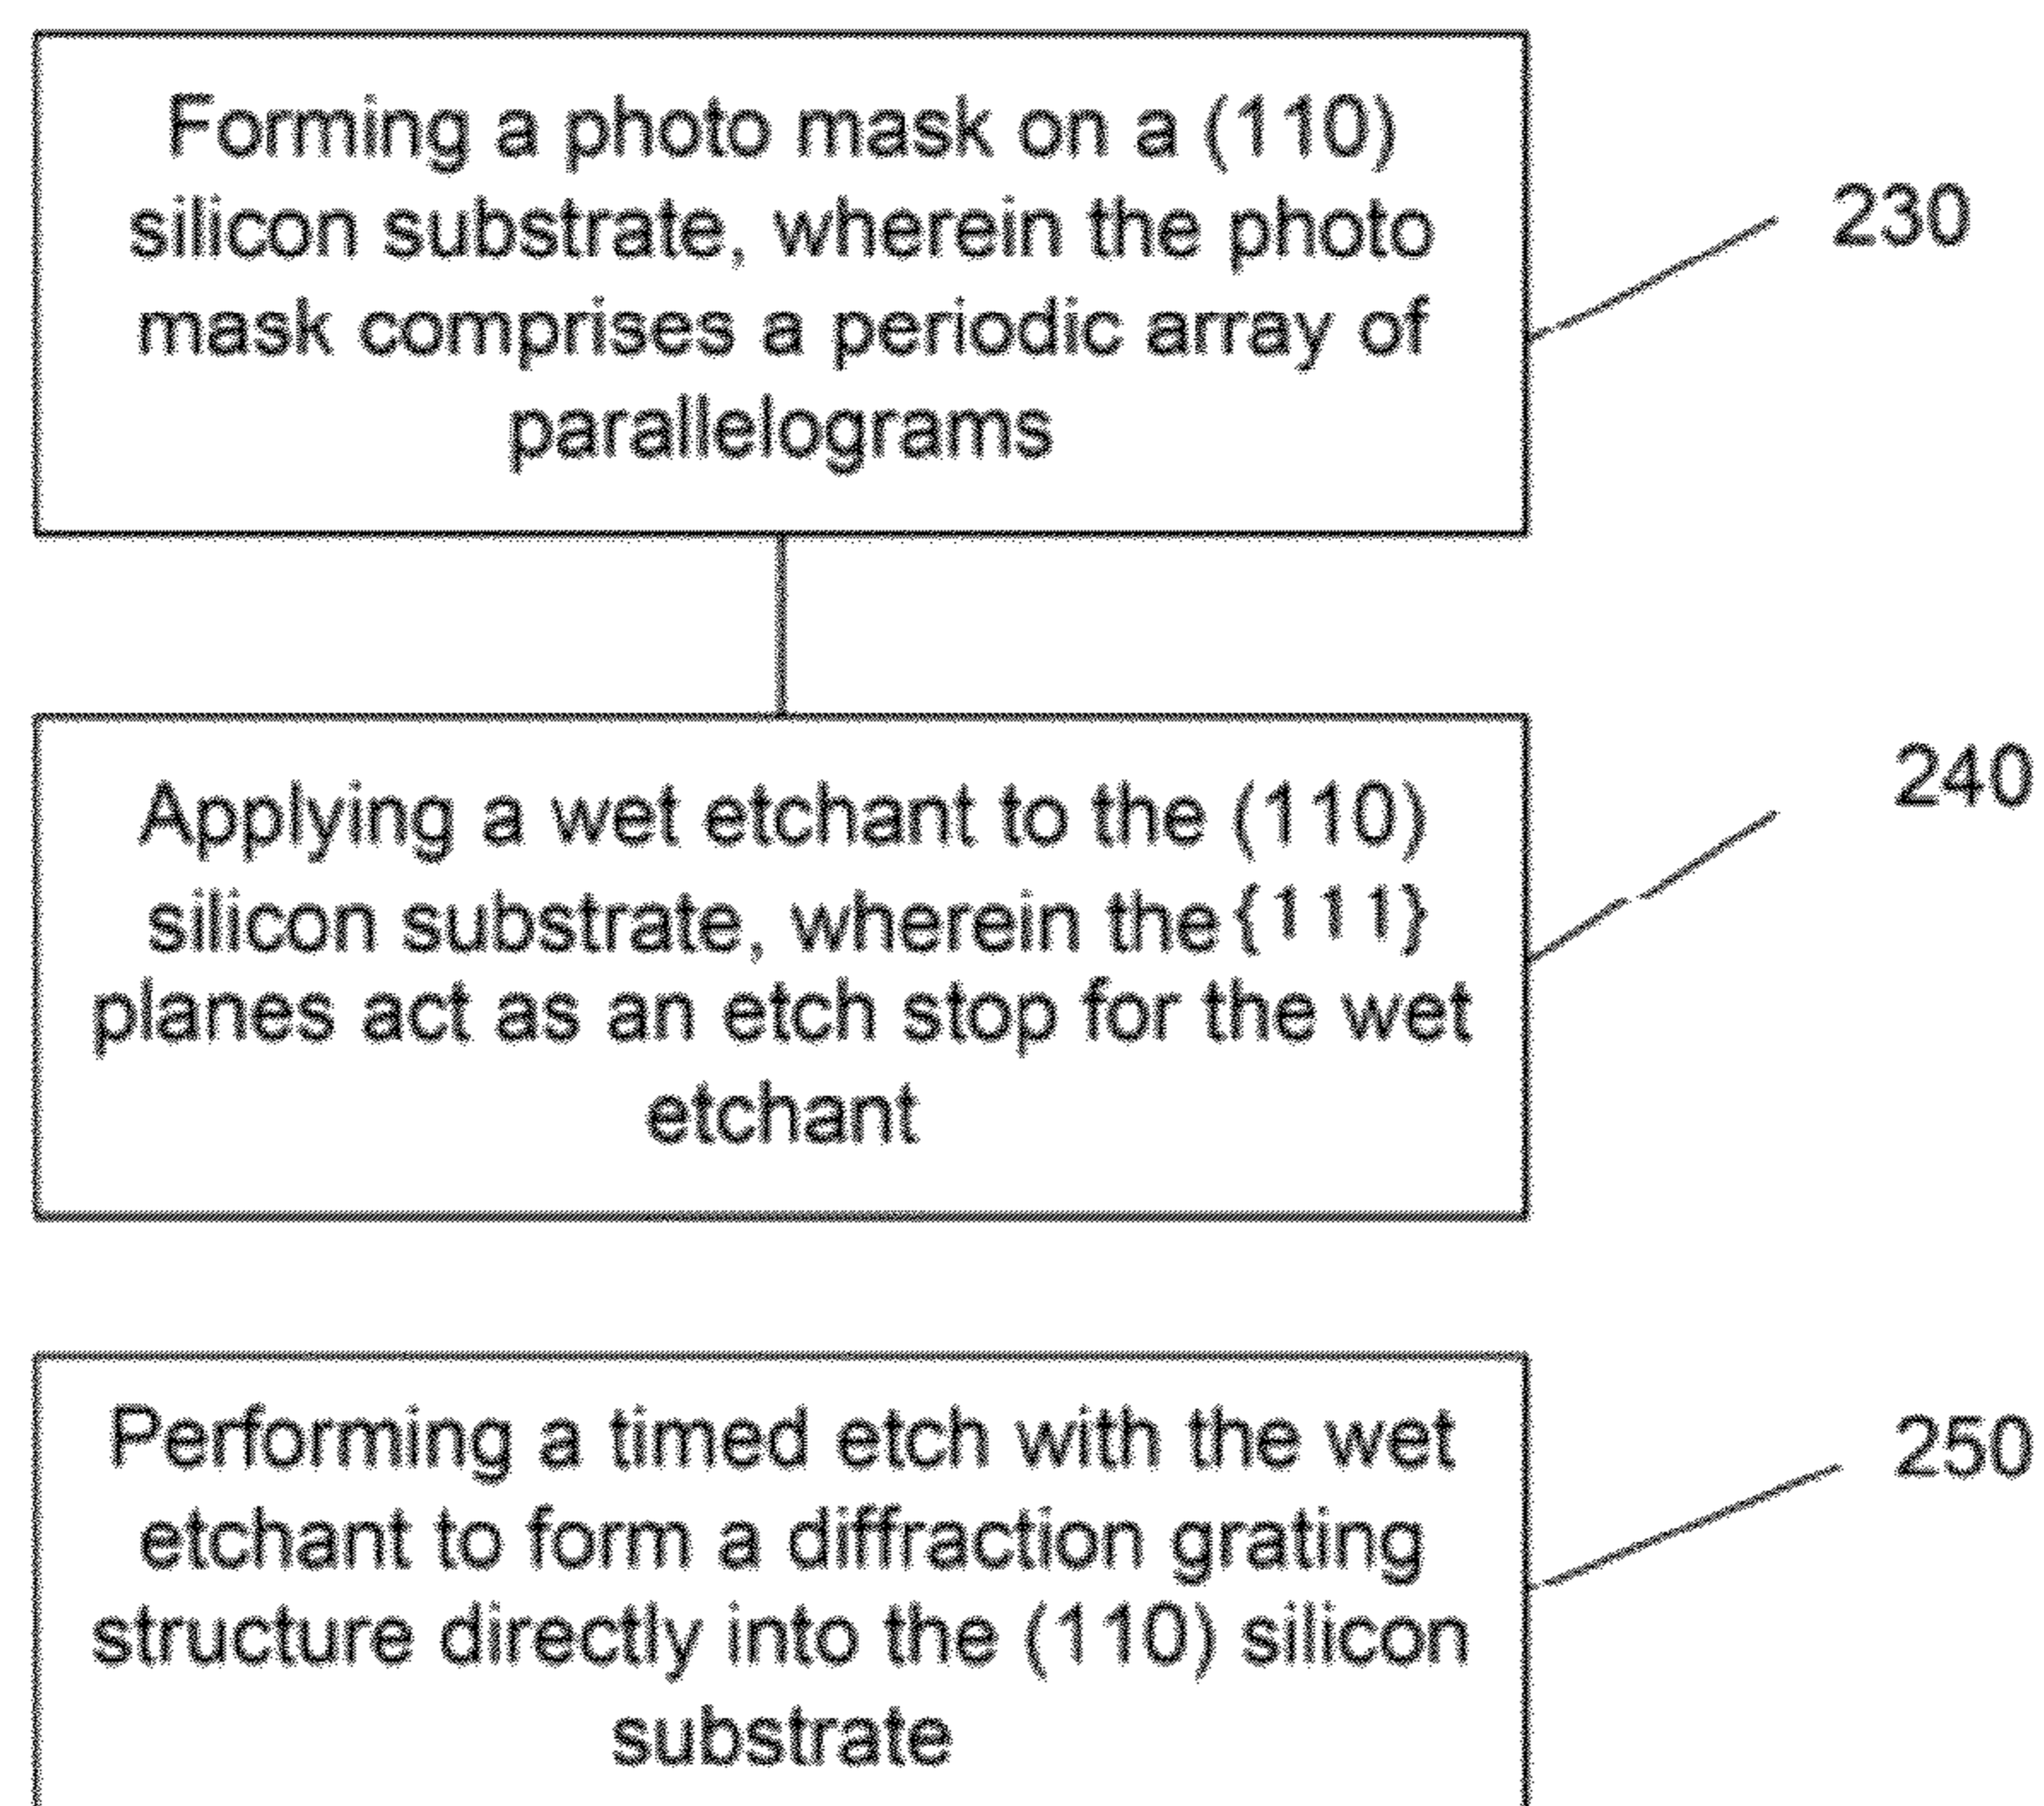 Forming a photo mask on a (110)
silicon substrate, wherein the photo
mask comprises a periodic array of
parallelograms
230
Applying a wet etchant to the (110)
silicon substrate, wherein the {111}
planes act as an etch stop for the wet
etchant
240
Performing a timed etch with the wet
etchant to form a diffraction grating
structure directly into the (110) silicon
substrate
250